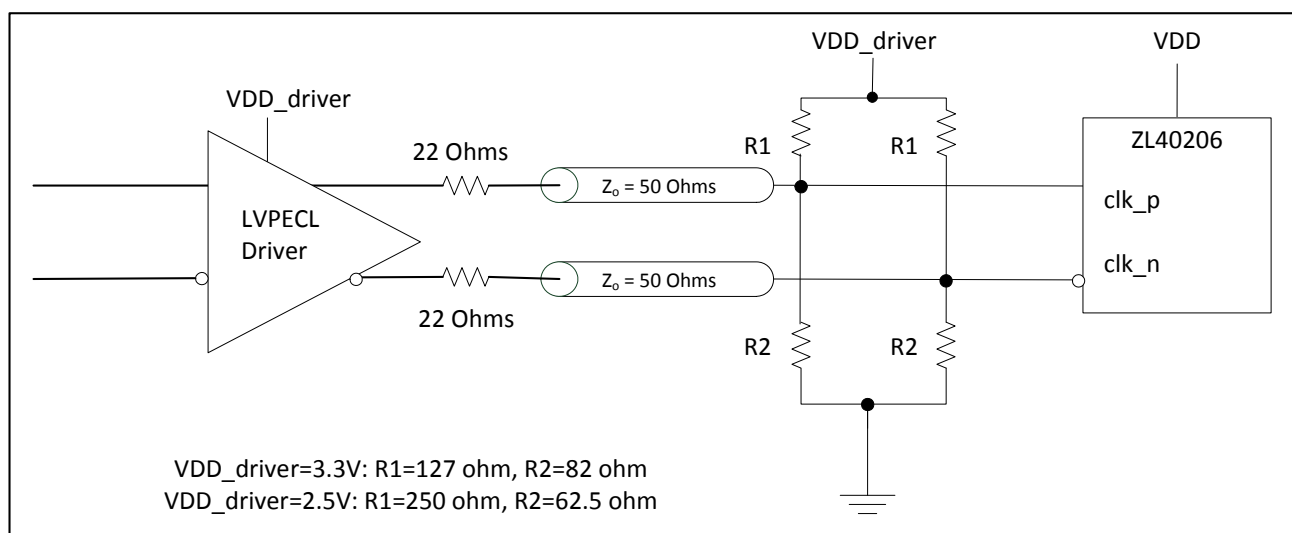 VDD_driver
VDD
VDD_driver
ZL40206
22 Ohms
R1
R1
Zo = 50 Ohms
clk_p
LVPECL
Driver
clk_n
Zo = 50 Ohms
22 Ohms
R2
R2
VDD_driver=3.3V: R1=127 ohm, R2=82 ohm
VDD_driver=2.5V: R1=250 ohm, R2=62.5 ohm